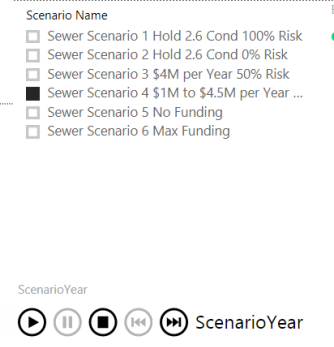 Scenario Name
Sewer Scenario 1 Hold 2.6 Cond 100% Risk
Sewer Scenario 2 Hold 2.6 Cond 0% Risk
Sewer Scenario 3 $4M per Year 50% Risk
Sewer Scenario 4 $1M to $4.5M per Year ...
Sewer Scenario 5 No Funding
Sewer Scenario 6 Max Funding
ScenarioYear
ScenarioYear